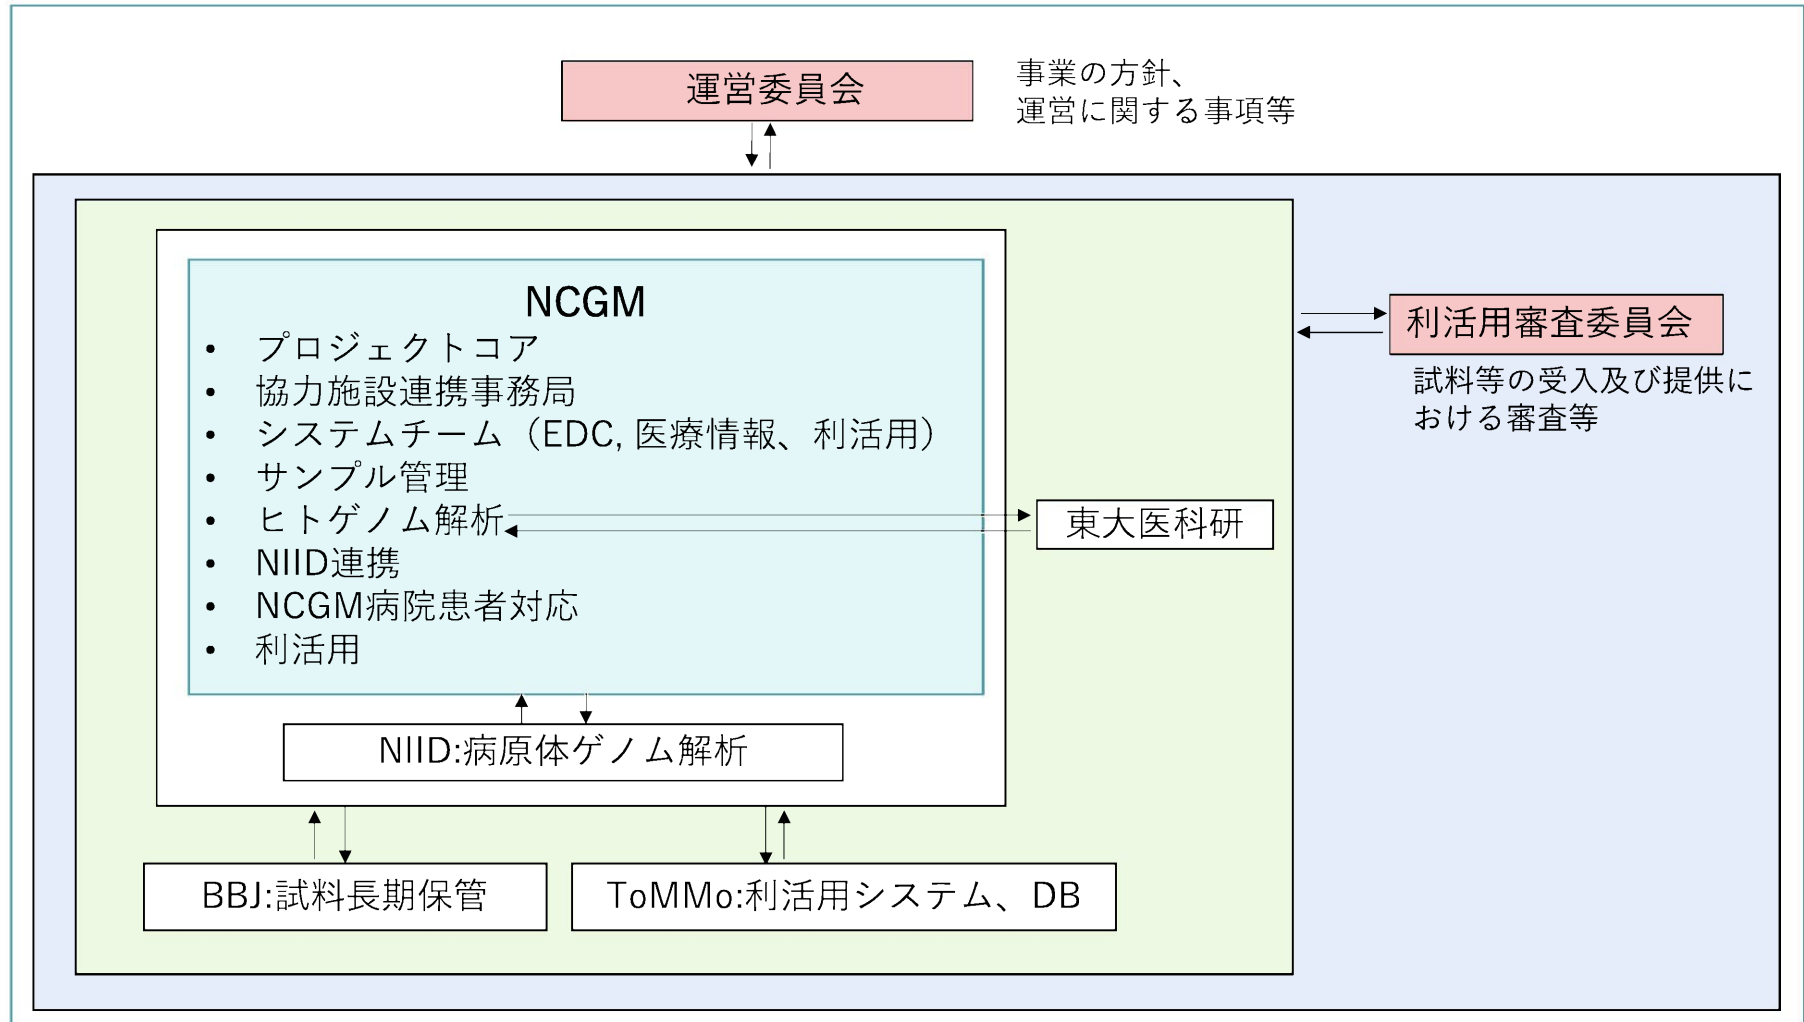 運営委員会
事業の方針、
運営に関する事項等
NCGM
• プロジェクトコア
• 協力施設連携事務局
• システムチーム（EDC, 医療情報、利活用）
• サンプル管理
• ヒトゲノム解析
• NIID連携
• NCGM病院患者対応
• 利活用
利活用審査委員会
試料等の受入及び提供に
おける審査等
東大医科研
NIID:病原体ゲノム解析
BBJ:試料長期保管
ToMMo:利活用システム、DB